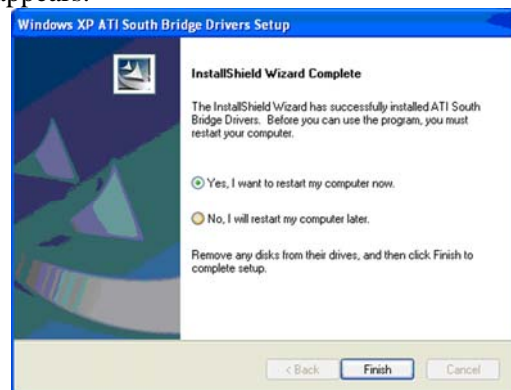 appears.
Windows XP ATI South Bridge Drivers Setup
InstallShield Wizard Complete
The InstallShield Wizard has successfully installed ATI South
Bridge Drivers. Before you can use the program, you must
restart your computer.
Yes, I want to restart my computer now.
No, I will restart my computer later.
Remove any disks from their drives, and then click Finish to
complete setup.
< Back Finish Cancel